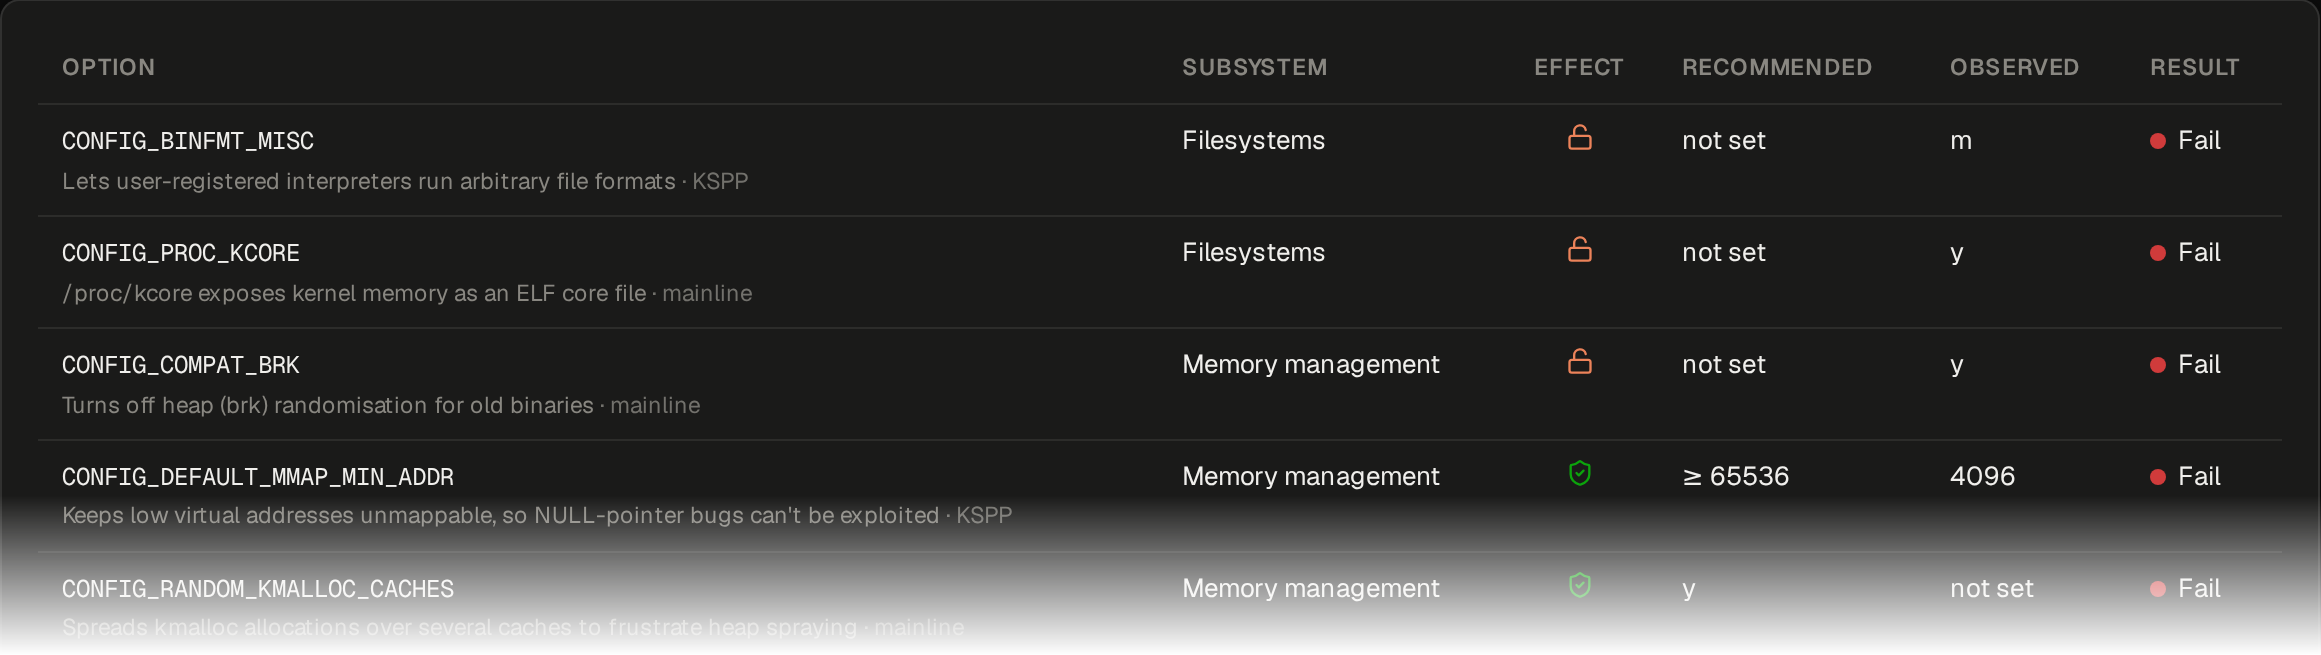 OPTION SUBSYSTEM EFFECT RECOMMENDED OBSERVED RESULT
CONFIG_BINFMT_MISC Filesystems not set m Fail
Lets user-registered interpreters run arbitrary file formats · KSPP
CONFIG_PROC_KCORE Filesystems not set y Fail
/proc/kcore exposes kernel memory as an ELF core file · mainline
CONFIG_COMPAT_BRK Memory management not set y Fail
Turns off heap (brk) randomisation for old binaries · mainline
CONFIG_DEFAULT_MMAP_MIN_ADDR Memory management ≥ 65536 4096 Fail
Keeps low virtual addresses unmappable, so NULL-pointer bugs can't be exploited · KSPP
CONFIG_RANDOM_KMALLOC_CACHES Memory management y not set Fail
Spreads kmalloc allocations over several caches to frustrate heap spraying · mainline